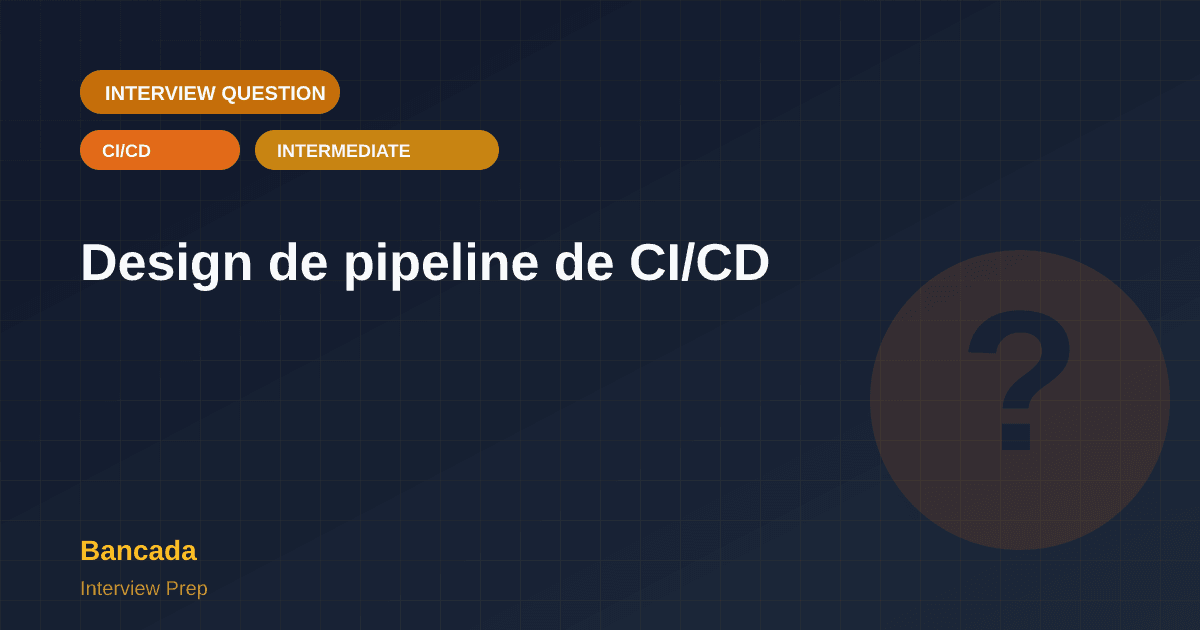 INTERVIEW QUESTION
CI/CD
INTERMEDIATE
Design de pipeline de CI/CD
?
Bancada
Interview Prep